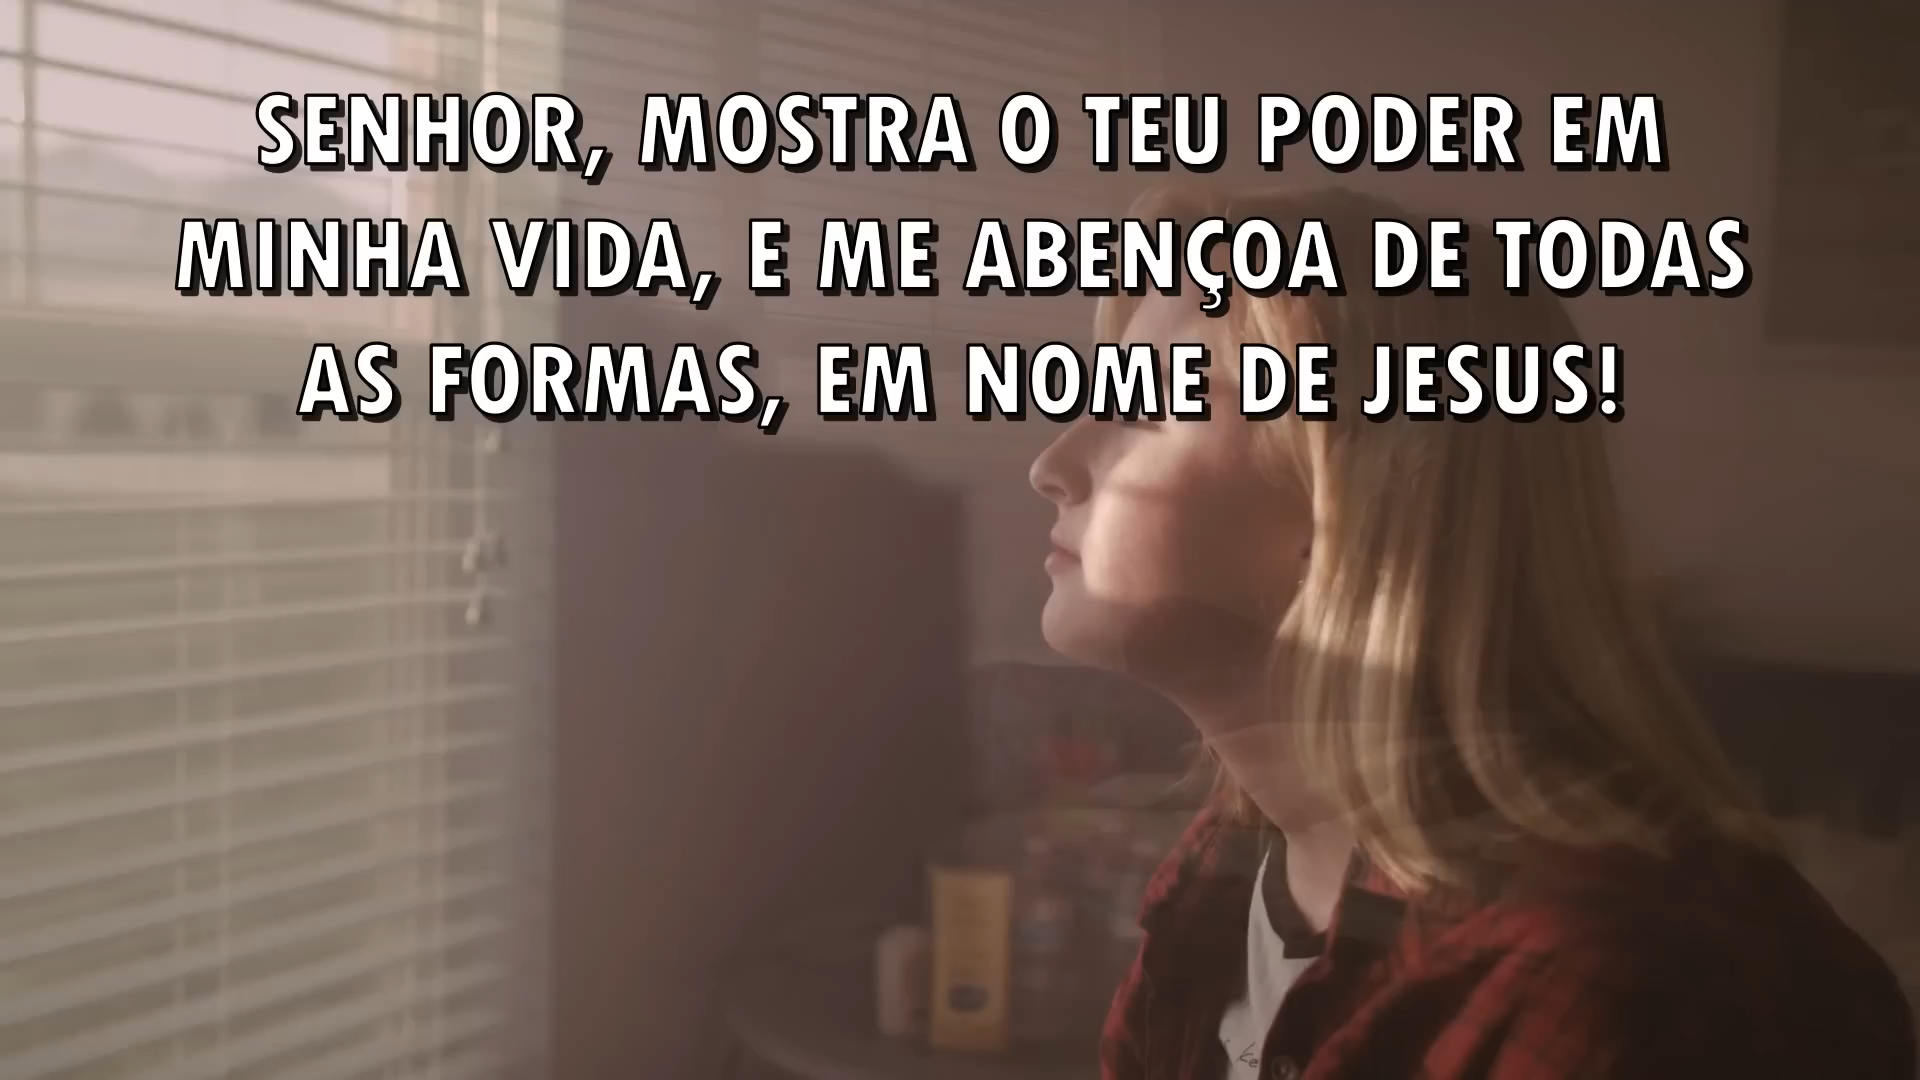 SENHOR, MOSTRA O TEU PODER EM
MINHA VIDA, E ME ABENÇOA DE TODAS
AS FORMAS, EM NOME DE JESUS!